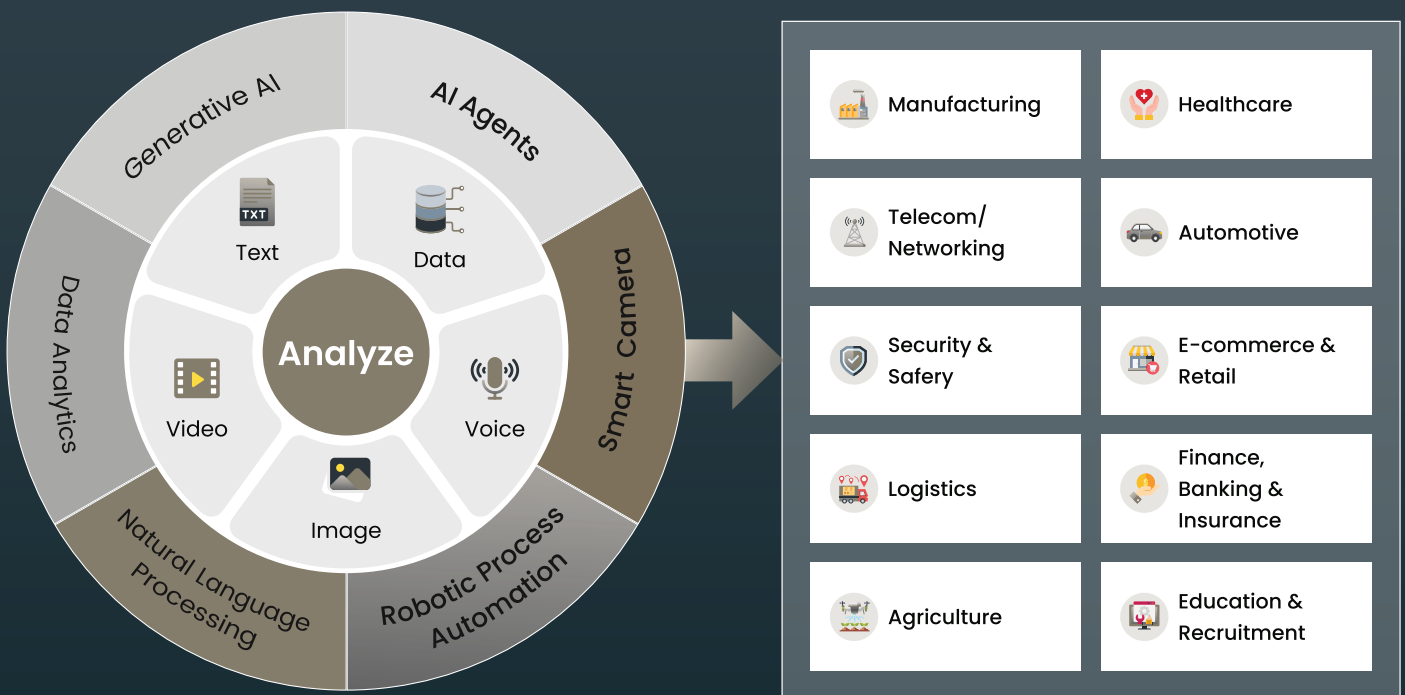 Generative AI
AI Agents
Smart Camera
Robotic Process
Automation
Natural Language
Processing
Data Analytics
TXT
Text
Data
Voice
Image
Video
Analyze
Manufacturing
Healthcare
Telecom/
Networking
Automotive
Security &
Safery
E-commerce &
Retail
Logistics
Finance,
Banking &
Insurance
Agriculture
Education &
Recruitment